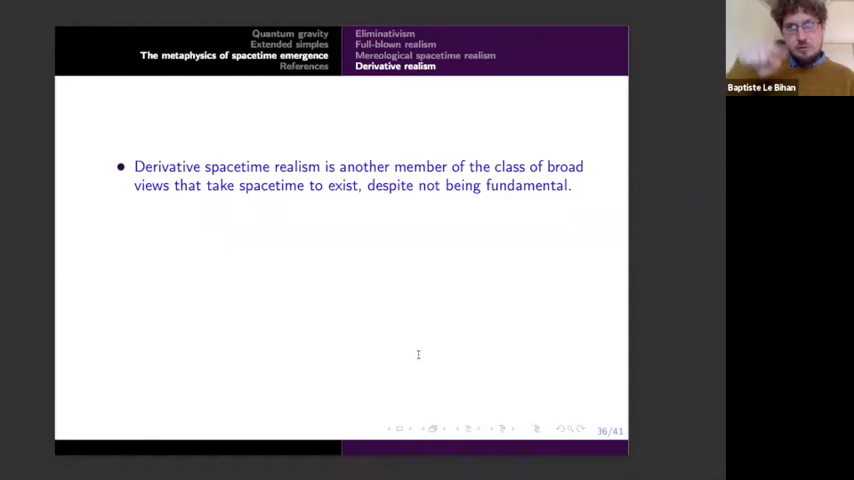 Quantum gravity
Extended simples
The metaphysics of spacetime emergence
References
Eliminativism
Full-blown realism
Mereological spacetime realism
Derivative realism
Derivative spacetime realism is another member of the class of broad
views that take spacetime to exist, despite not being fundamental.
36/41
Baptiste Le Bihan